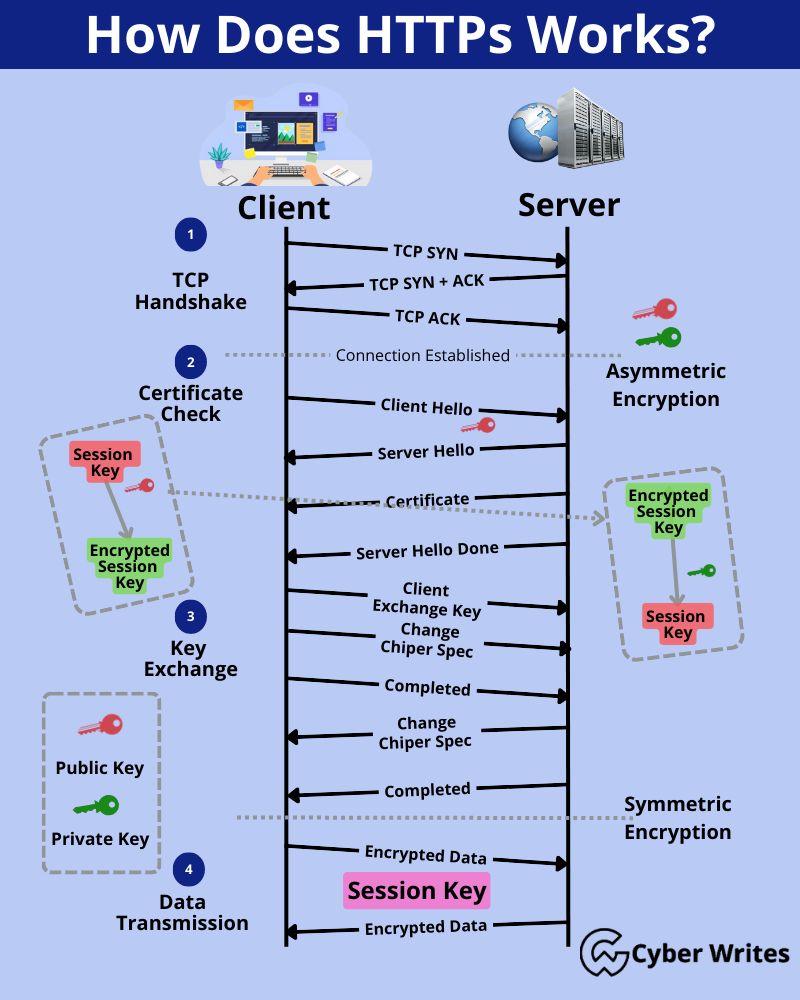 How Does HTTPs Works?
Client
Server
1
TCP
Handshake
TCP SYN
TCP SYN + ACK
TCP ACK
Connection Established
2
Certificate
Check
Asymmetric
Encryption
Client Hello
Server Hello
Certificate
Server Hello Done
Session
Key
Encrypted
Session
Key
Encrypted
Session
Key
Session
Key
3
Key
Exchange
Client
Exchange Key
Change
Chiper Spec
Completed
Change
Chiper Spec
Completed
Public Key
Private Key
Symmetric
Encryption
4
Data
Transmission
Encrypted Data
Session Key
Encrypted Data
Cyber Writes